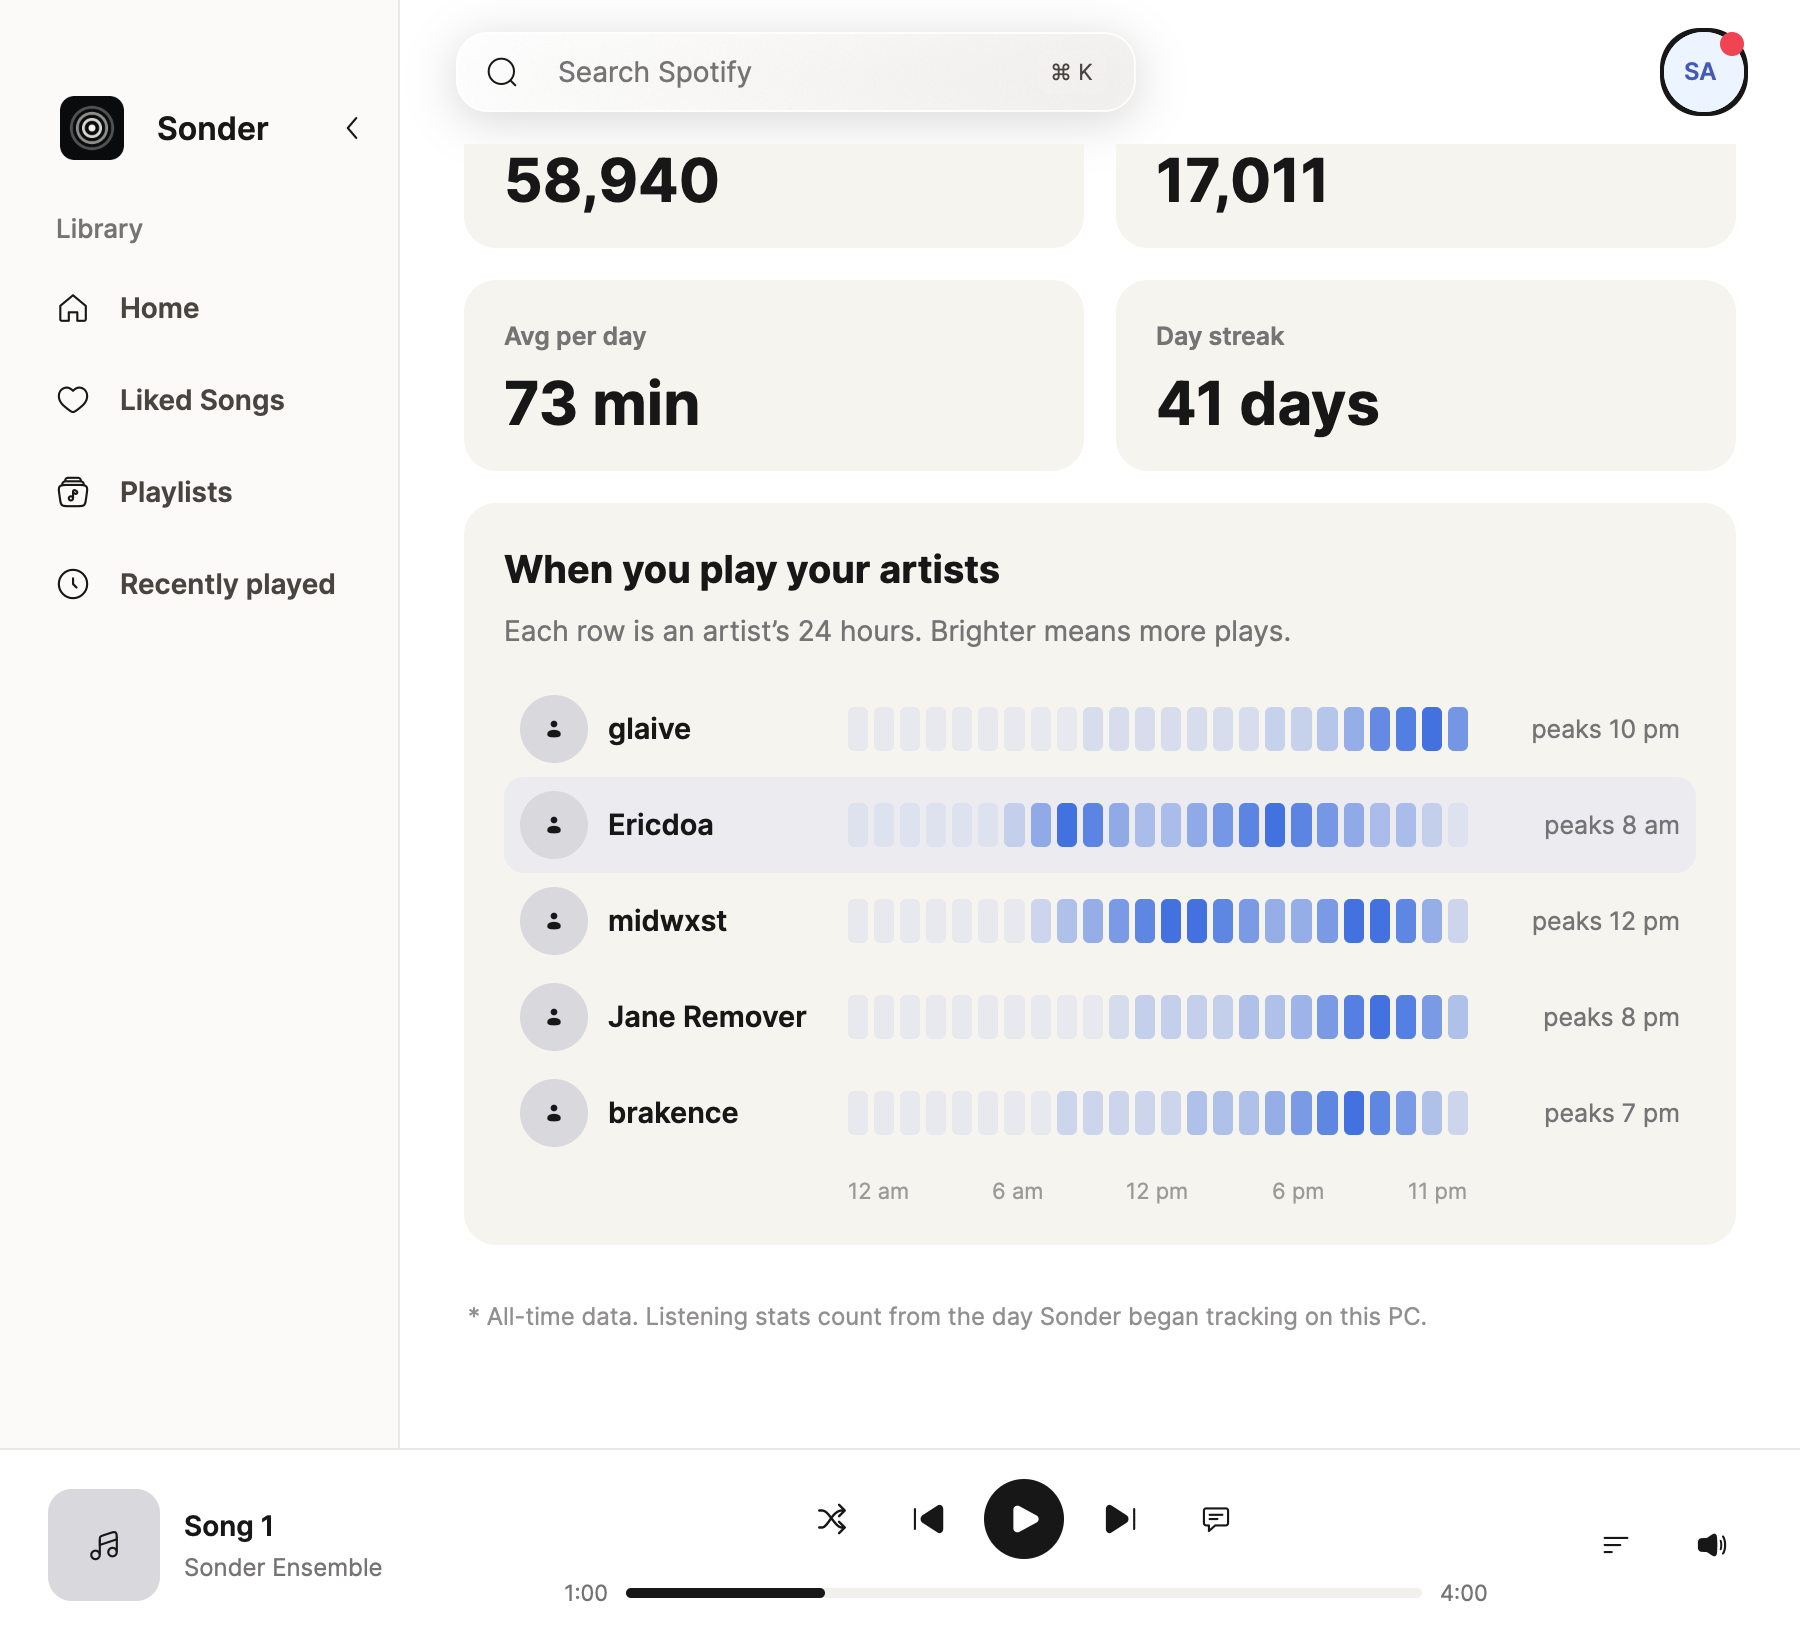 Sonder
Library
Home
Liked Songs
Playlists
Recently played
Search Spotify
⌘ K
SA
58,940
17,011
Avg per day
73 min
Day streak
41 days
When you play your artists
Each row is an artist’s 24 hours. Brighter means more plays.
glaive
peaks 10 pm
Ericdoa
peaks 8 am
midwxst
peaks 12 pm
Jane Remover
peaks 8 pm
brakence
peaks 7 pm
12 am 6 am 12 pm 6 pm 11 pm
* All-time data. Listening stats count from the day Sonder began tracking on this PC.
Song 1
Sonder Ensemble
1:00
4:00